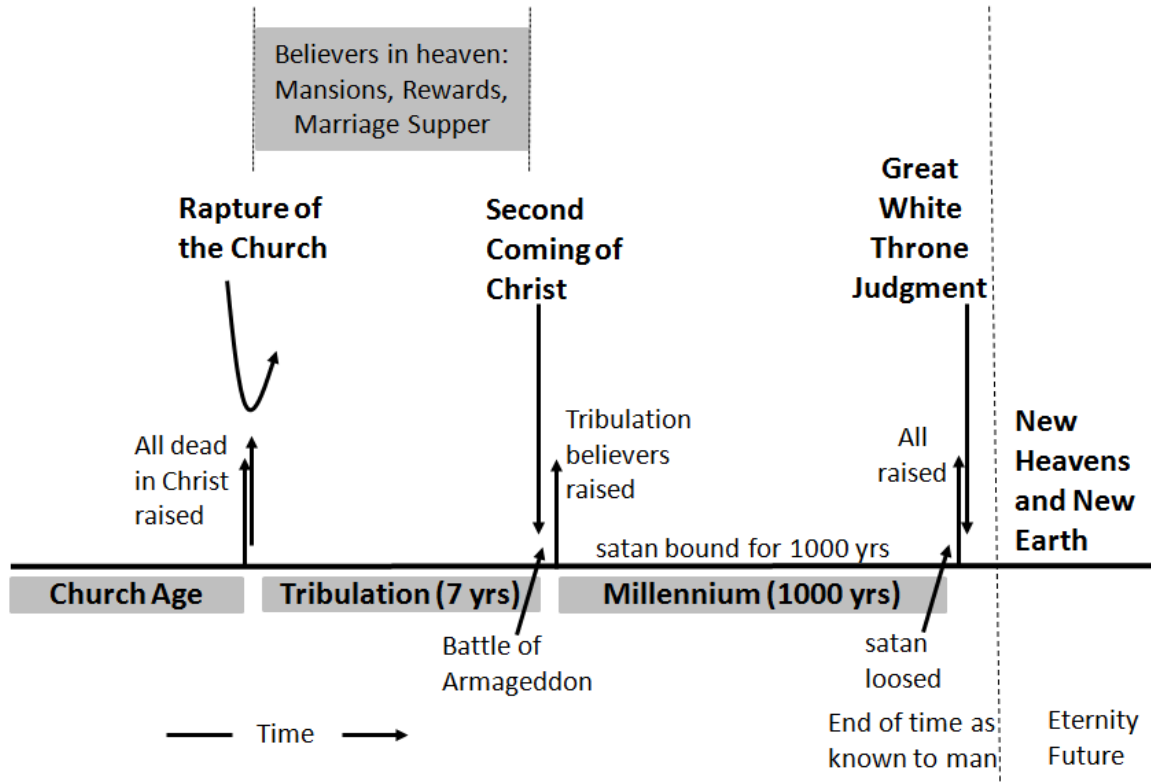 Believers in heaven:
Mansions, Rewards,
Marriage Supper
Rapture of
the Church
Second
Coming of
Christ
Great
White
Throne
Judgment
All dead
in Christ
raised
Tribulation
believers
raised
All
raised
New
Heavens
and New
Earth
satan bound for 1000 yrs
Church Age
Tribulation (7 yrs)
Millennium (1000 yrs)
Battle of
Armageddon
satan
loosed
Time
End of time as
known to man
Eternity
Future